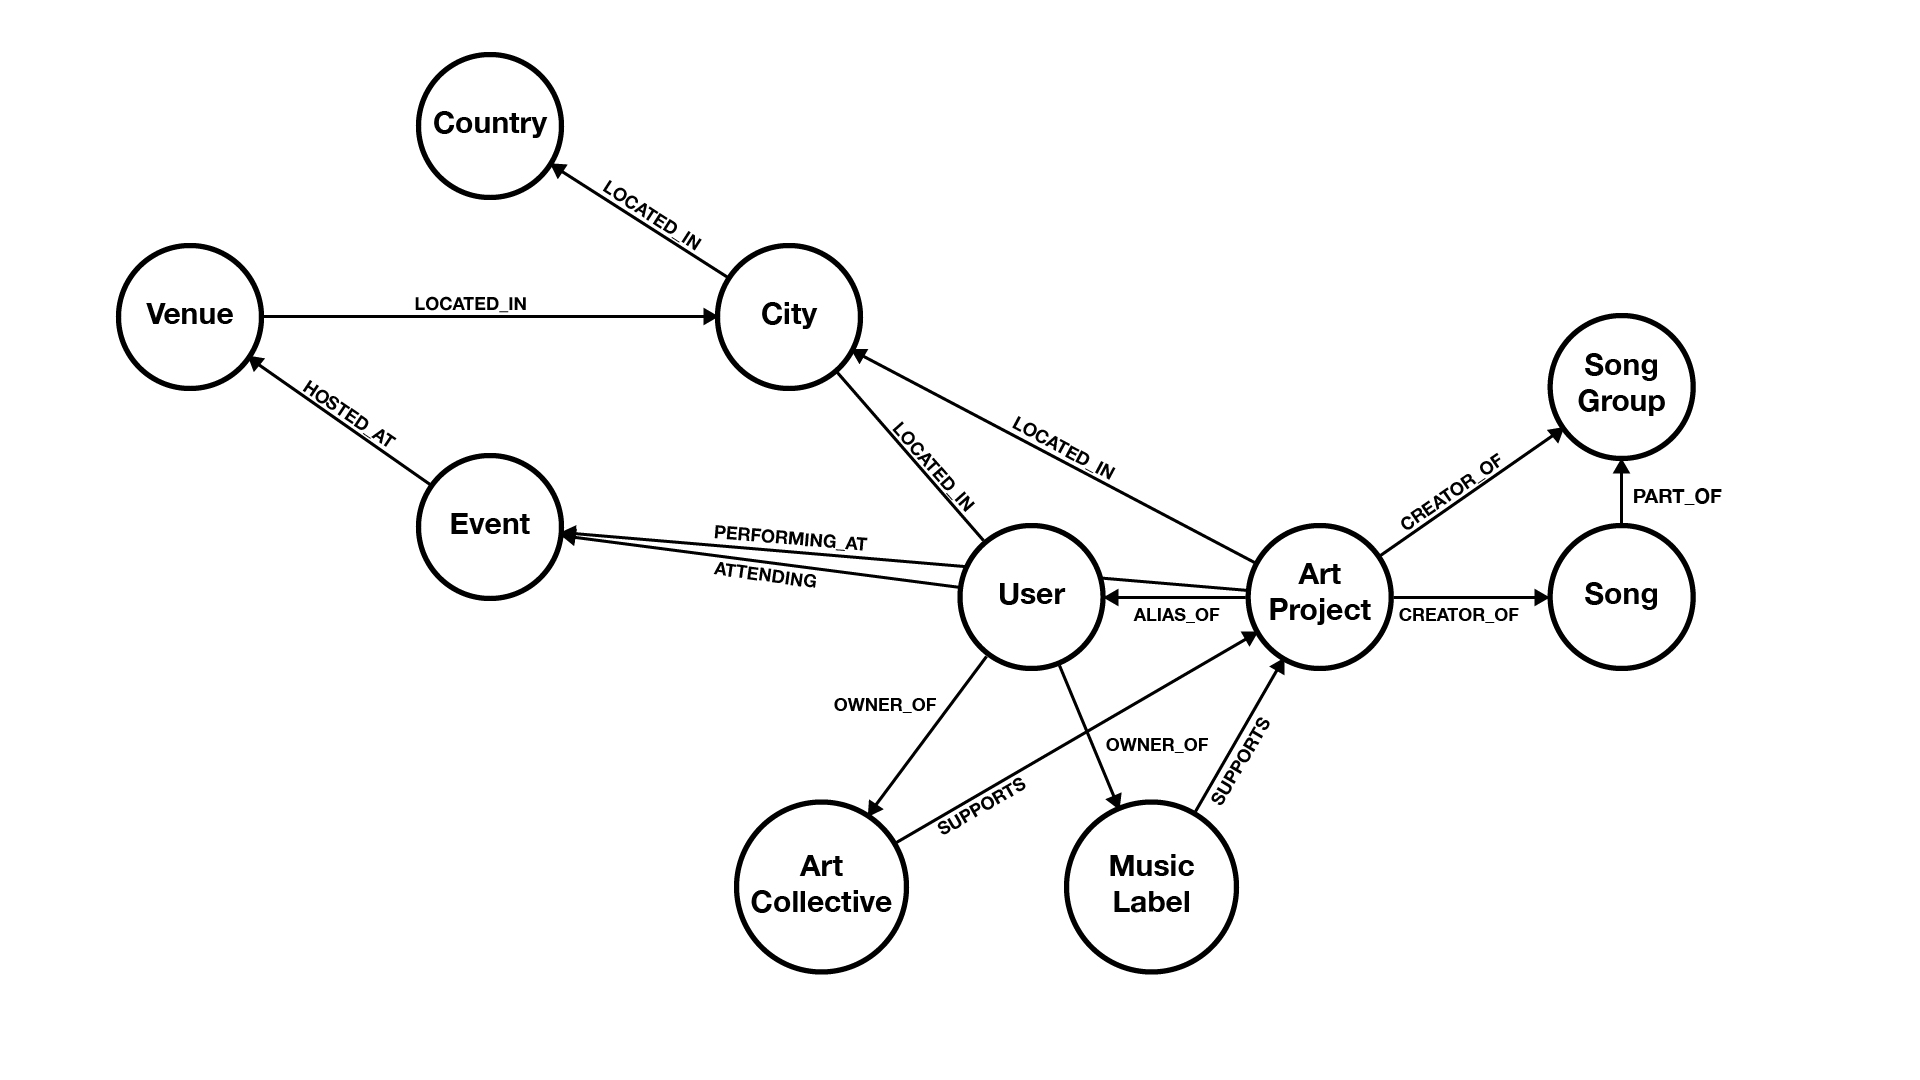 Country
LOCATED_IN
Venue
LOCATED_IN
City
HOSTED_AT
LOCATED_IN
LOCATED_IN
Song
Group
CREATOR_OF
PART_OF
Event
PERFORMING_AT
ATTENDING
User
ALIAS_OF
Art
Project
CREATOR_OF
Song
OWNER_OF
OWNER_OF
SUPPORTS
SUPPORTS
Art
Collective
Music
Label